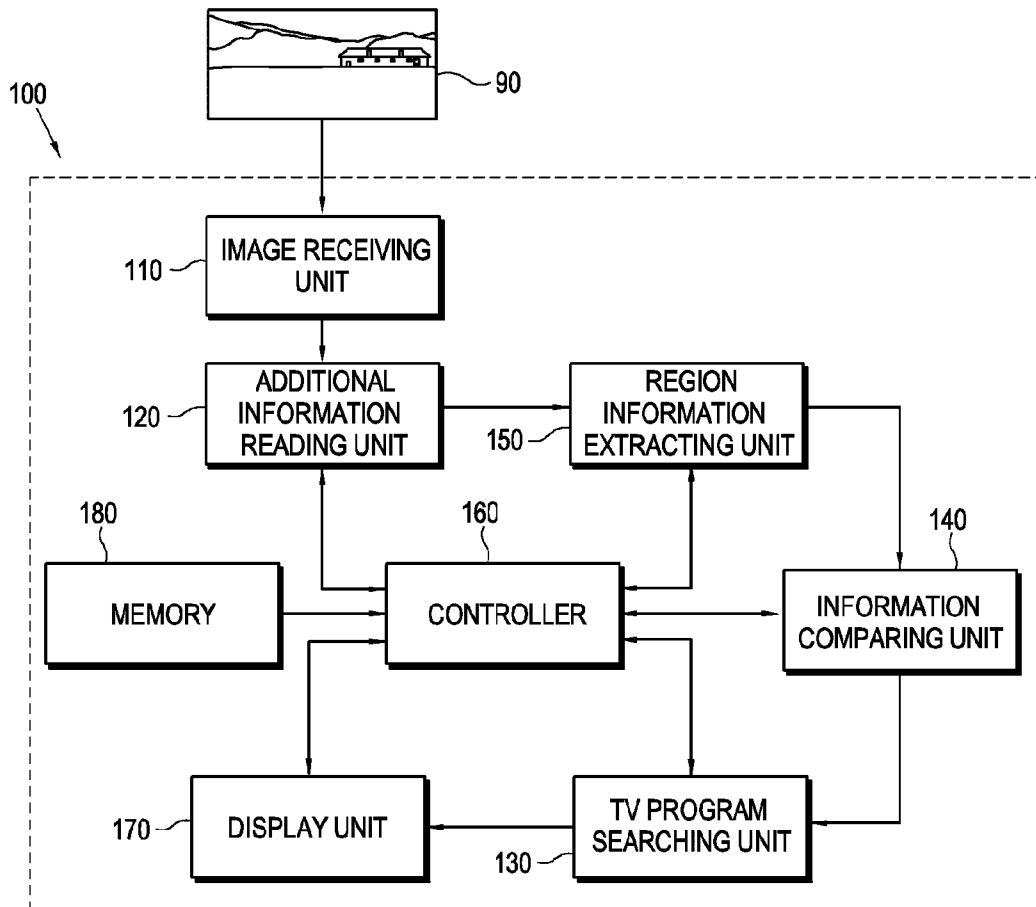 90
100
IMAGE RECEIVING
UNIT
110
ADDITIONAL
INFORMATION
READING UNIT
120
REGION
INFORMATION
EXTRACTING UNIT
150
180
MEMORY
160
CONTROLLER
140
INFORMATION
COMPARING UNIT
170
DISPLAY UNIT
TV PROGRAM
SEARCHING UNIT
130